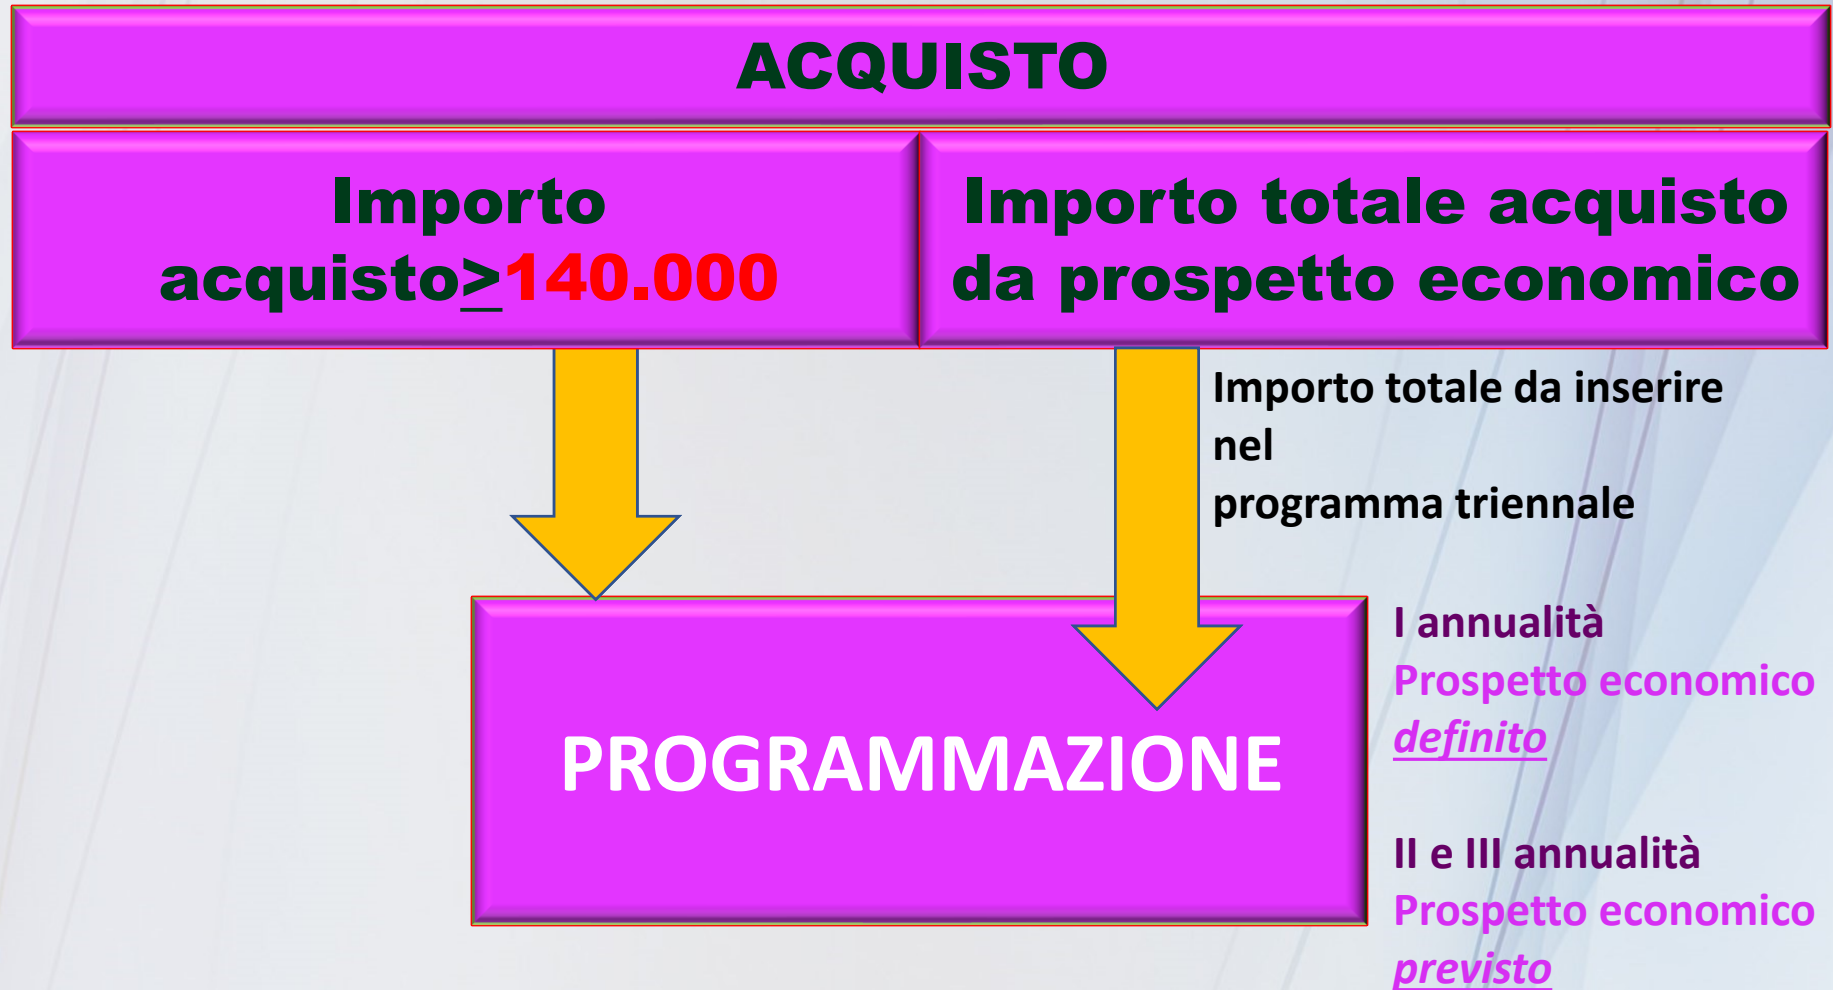 ACQUISTO
Importo
acquisto≥140.000
Importo totale acquisto
da prospetto economico
Importo totale da inserire
nel
programma triennale
PROGRAMMAZIONE
I annualità
Prospetto economico
definito
II e III annualità
Prospetto economico
previsto